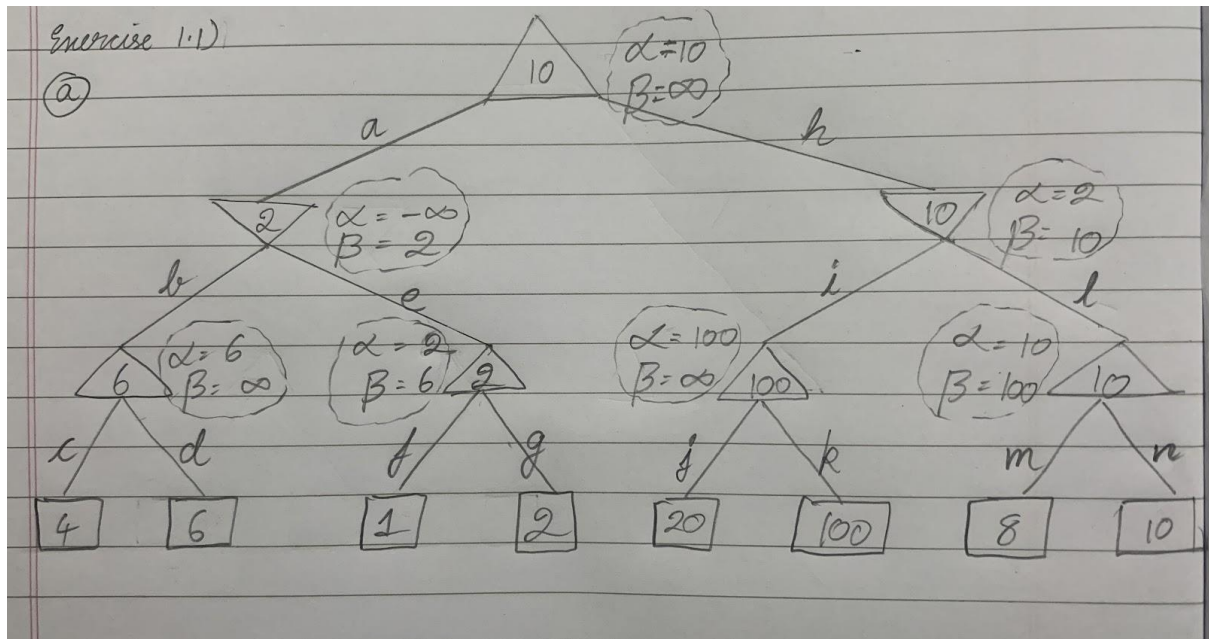 Exercise 1.1)
ⓐ
10
α=10
β=∞
a
h
2
α = -∞
β = 2
10
α=2
β=10
b
e
i
l
6
α=6
β=∞
α=2
β=6
2
α=100
β=∞
100
α=10
β=100
10
c
d
f
g
j
k
m
n
4
6
1
2
20
100
8
10